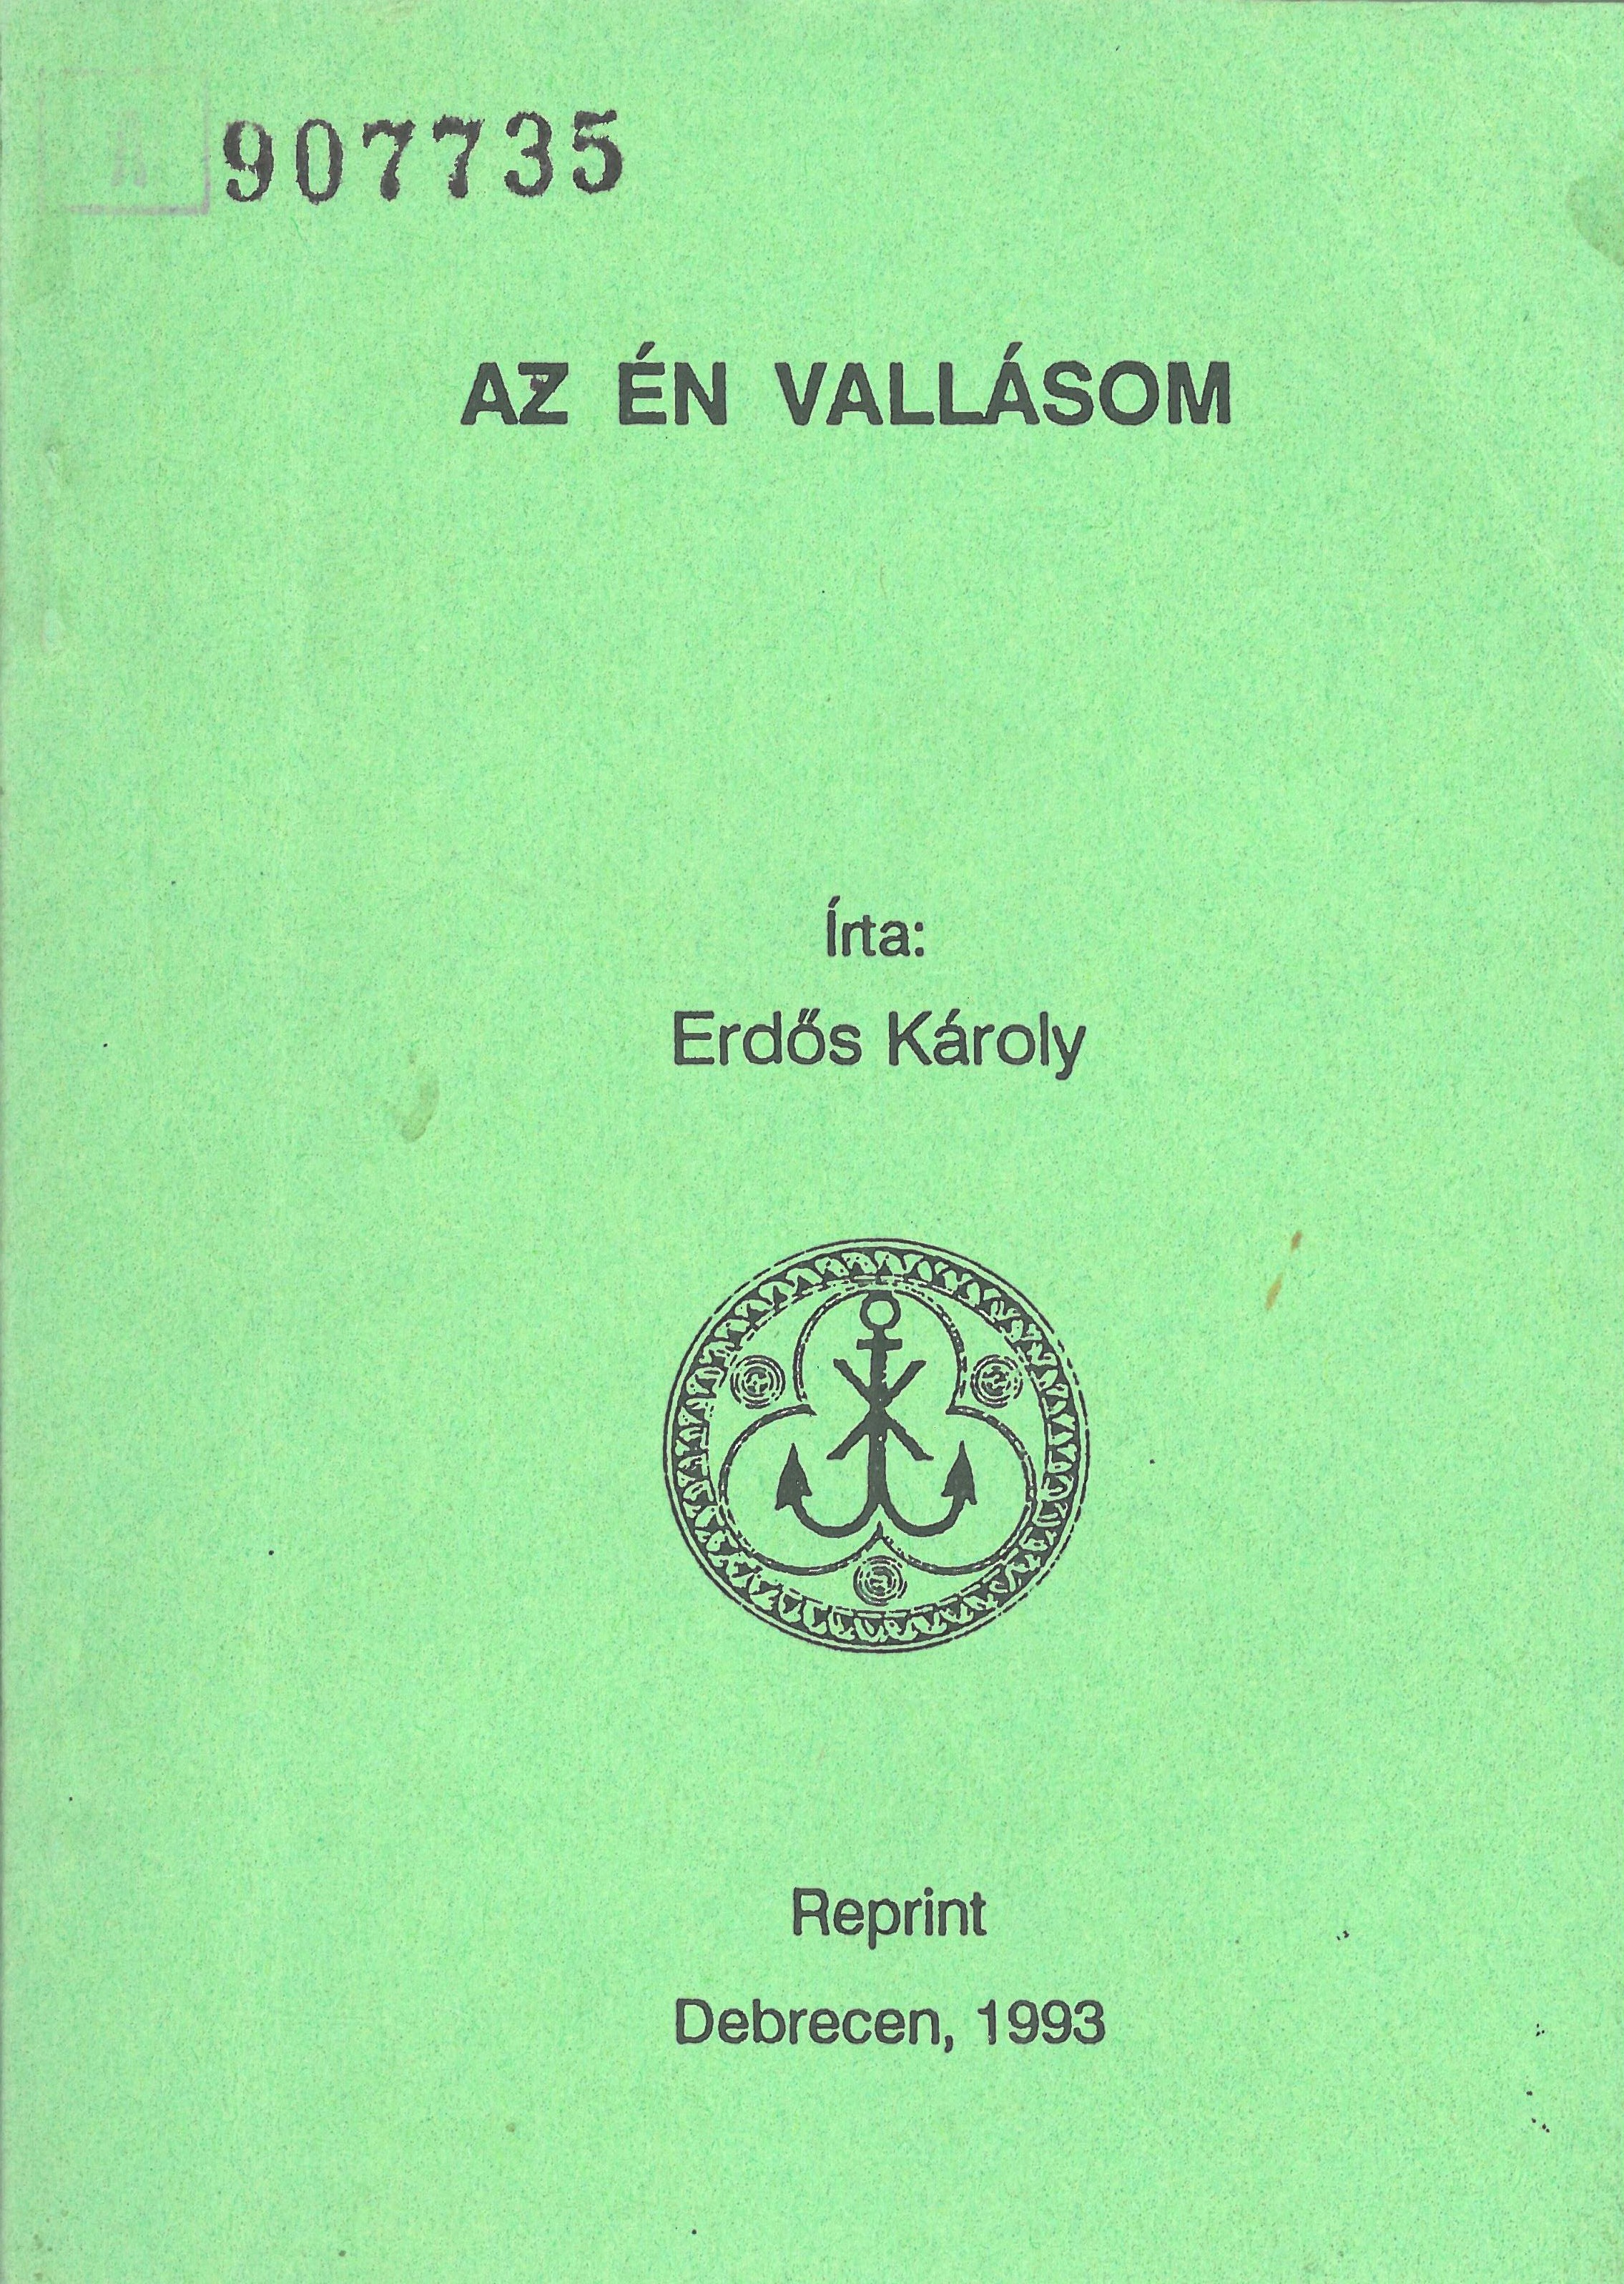 907735
AZ ÉN VALLÁSOM
Írta:
Erdős Károly
Reprint
Debrecen, 1993